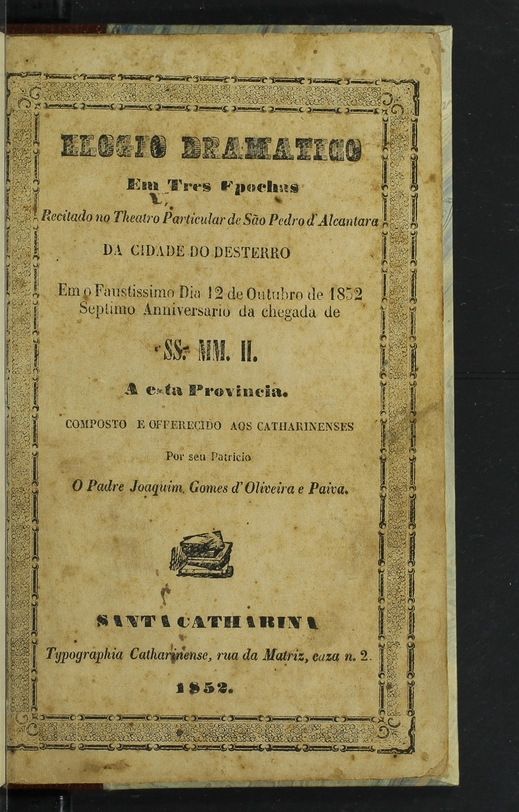 ELOGIO DRAMATICO
Em Tres Epochas
Recitado no Theatro Particular de São Pedro d'Alcantara
DA CIDADE DO DESTERRO
Em o Faustissimo Dia 12 de Outubro de 1852
Septimo Anniversario da chegada de
SS. MM. II.
A esta Provincia.
COMPOSTO E OFFERECIDO AOS CATHARINENSES
Por seu Patricio
O Padre Joaquim Gomes d'Oliveira e Paiva.
SANTA CATHARINA
Typographia Catharinense, rua da Matriz, caza n. 2.
1852.